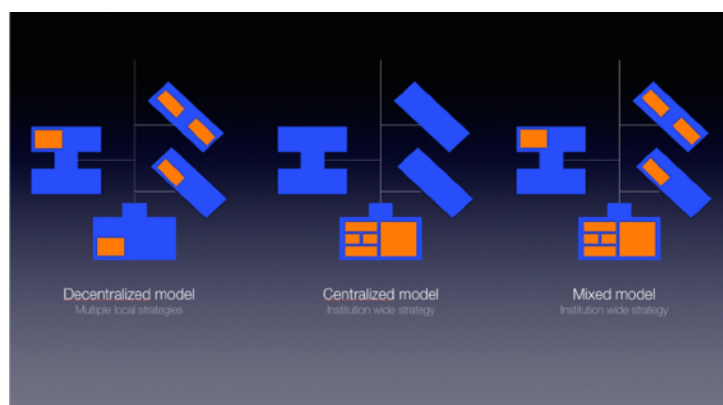 Decentralized model
Multiple local strategies
Centralized model
Institution wide strategy
Mixed model
Institution wide strategy